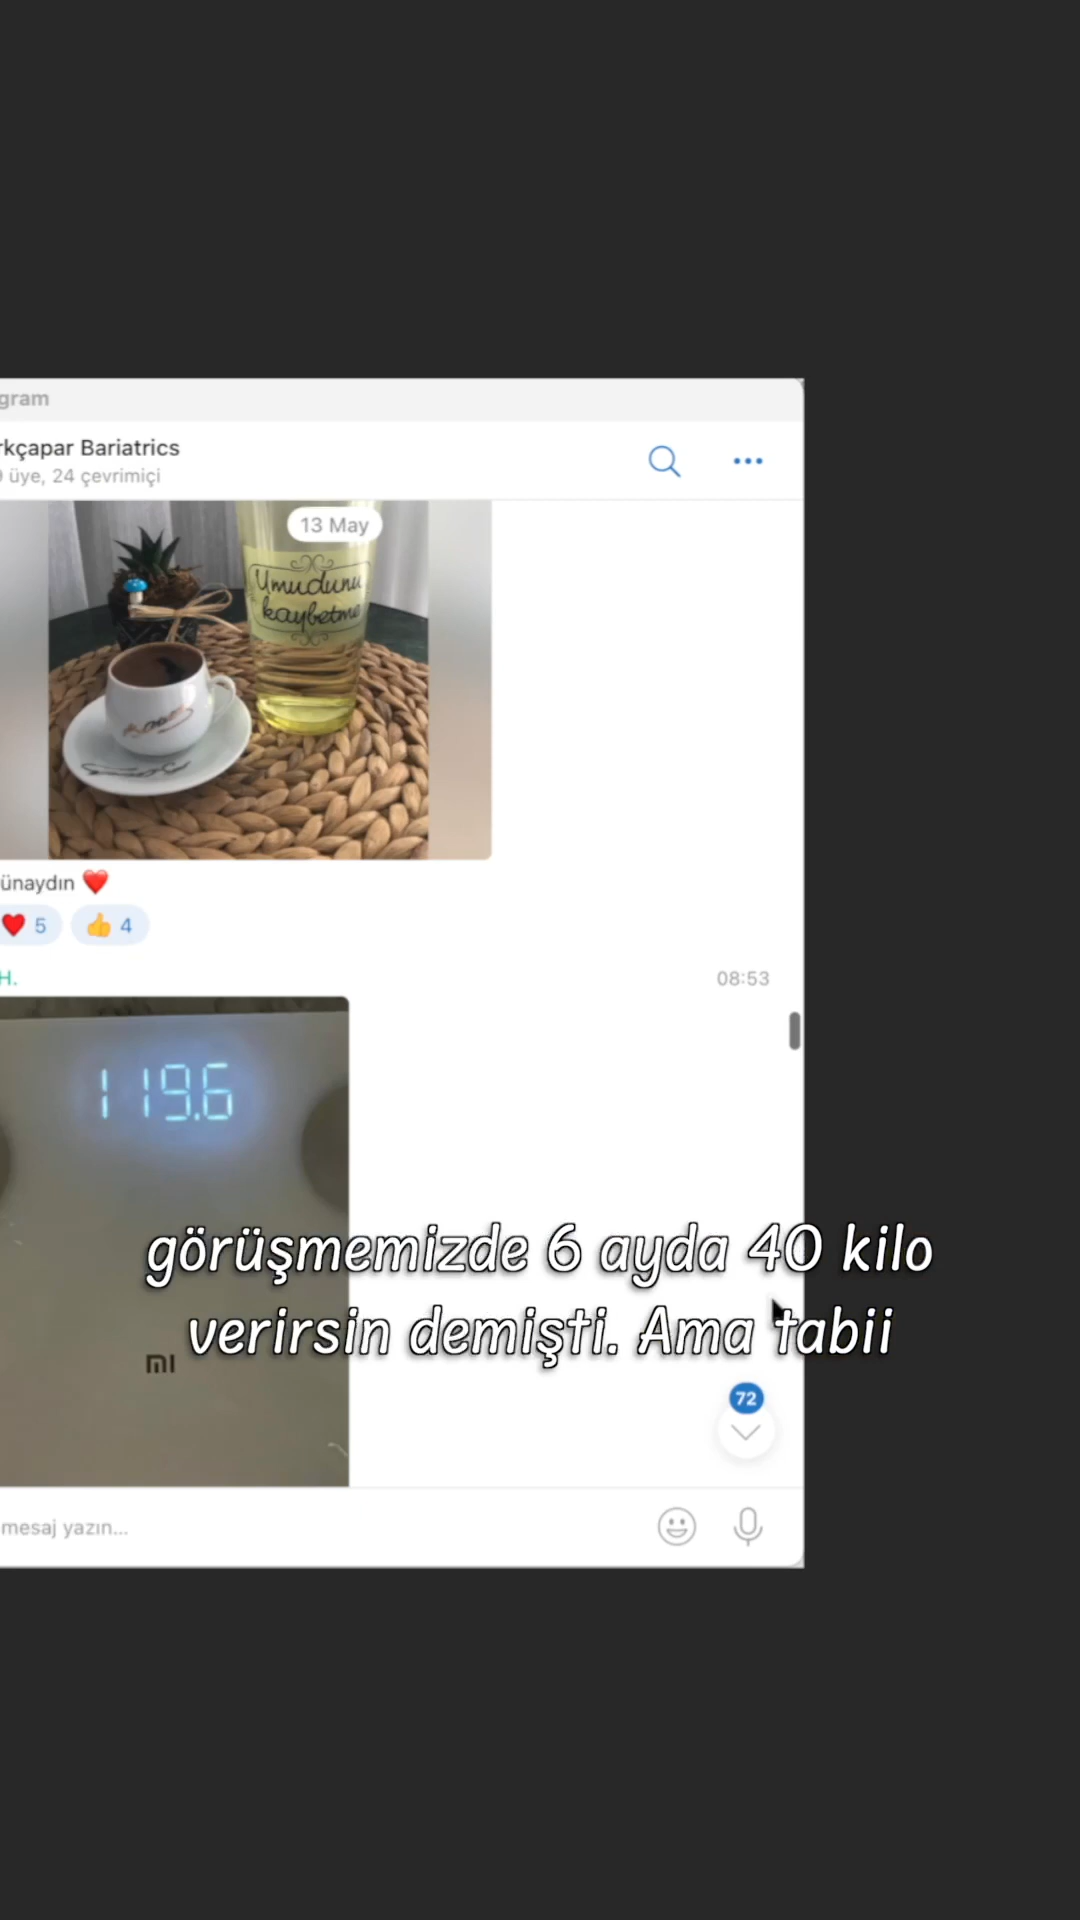 gram
rkçapar Bariatrics
üye, 24 çevrimiçi
13 May
Umudunu
kaybetme
ünaydın ❤️
❤️ 5 👍 4
H.
08:53
119.6
görüşmemizde 6 ayda 40 kilo
verirsin demişti. Ama tabii
mi
72
mesaj yazın...